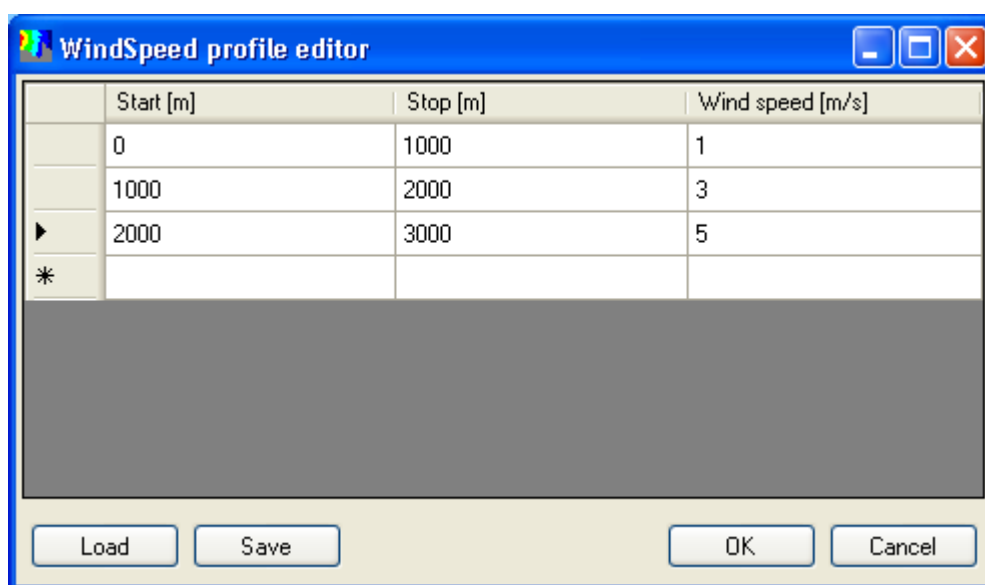 WindSpeed profile editor
Start [m] Stop [m] Wind speed [m/s]
0 1000 1
1000 2000 3
2000 3000 5
Load Save OK Cancel